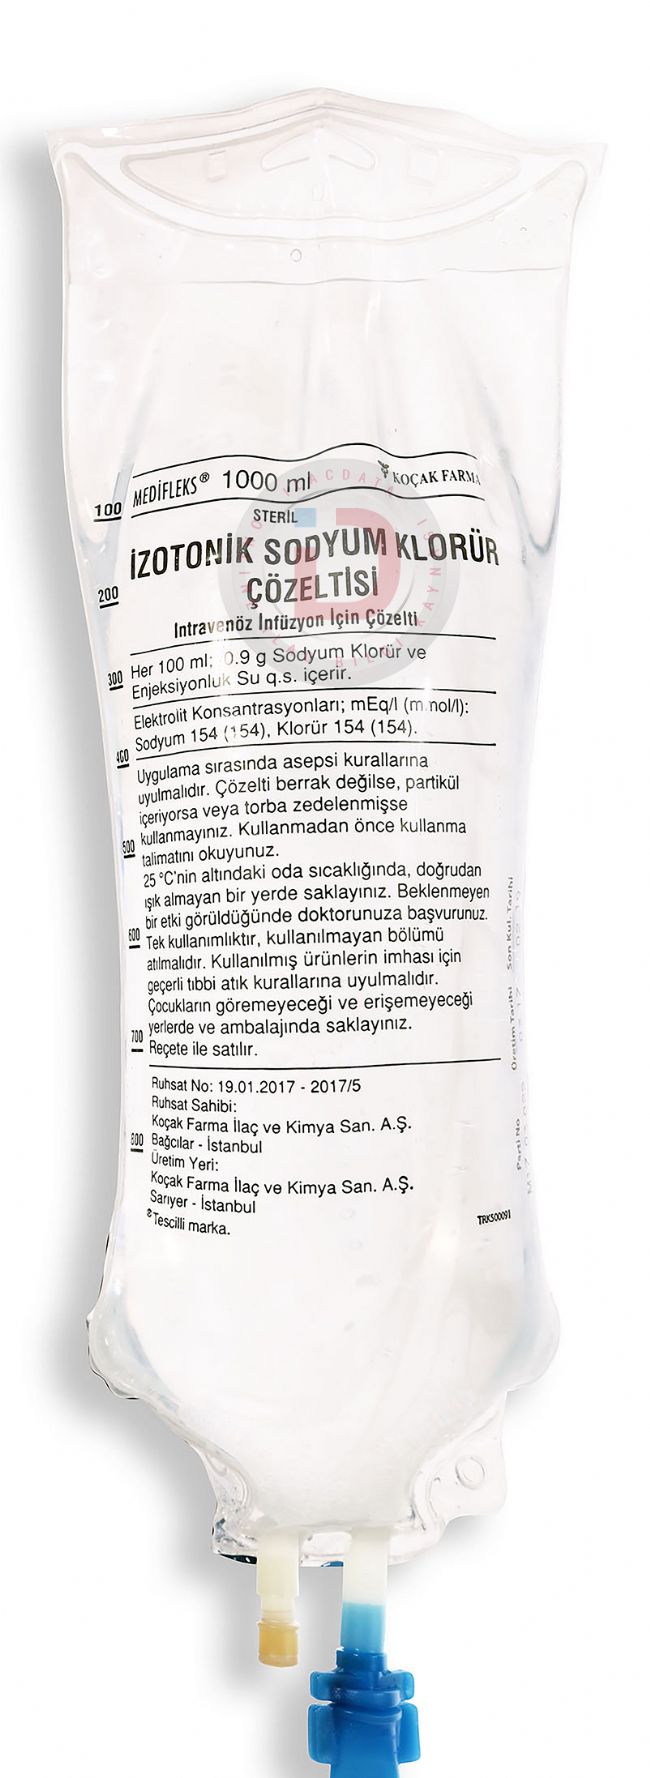 MEDİFLEKS® 1000 ml KOÇAK FARMA
STERİL
İZOTONİK SODYUM KLORÜR
ÇÖZELTİSİ
Intravenöz İnfüzyon İçin Çözelti
Her 100 ml; 0.9 g Sodyum Klorür ve
Enjeksiyonluk Su q.s. içerir.
Elektrolit Konsantrasyonları; mEq/l (mmol/l):
Sodyum 154 (154), Klorür 154 (154).
Uygulama sırasında asepsi kurallarına
uyulmalıdır. Çözelti berrak değilse, partikül
içeriyorsa veya torba zedelenmişse
kullanmayınız. Kullanmadan önce kullanma
talimatını okuyunuz.
25 °C'nin altındaki oda sıcaklığında, doğrudan
ışık almayan bir yerde saklayınız. Beklenmeyen
bir etki görüldüğünde doktorunuza başvurunuz.
Tek kullanımlıktır, kullanılmayan bölümü
atılmalıdır. Kullanılmış ürünlerin imhası için
geçerli tıbbi atık kurallarına uyulmalıdır.
Çocukların göremeyeceği ve erişemeyeceği
yerlerde ve ambalajında saklayınız.
Reçete ile satılır.
Ruhsat No: 19.01.2017 - 2017/5
Ruhsat Sahibi:
Koçak Farma İlaç ve Kimya San. A.Ş.
Bağcılar - İstanbul
Üretim Yeri:
Koçak Farma İlaç ve Kimya San. A.Ş.
Sarıyer - İstanbul
®Tescilli marka.
TRK500091
100
200
300
400
500
600
700
800
Parti No
Üretim Tarihi
Son Kul. Tarihi